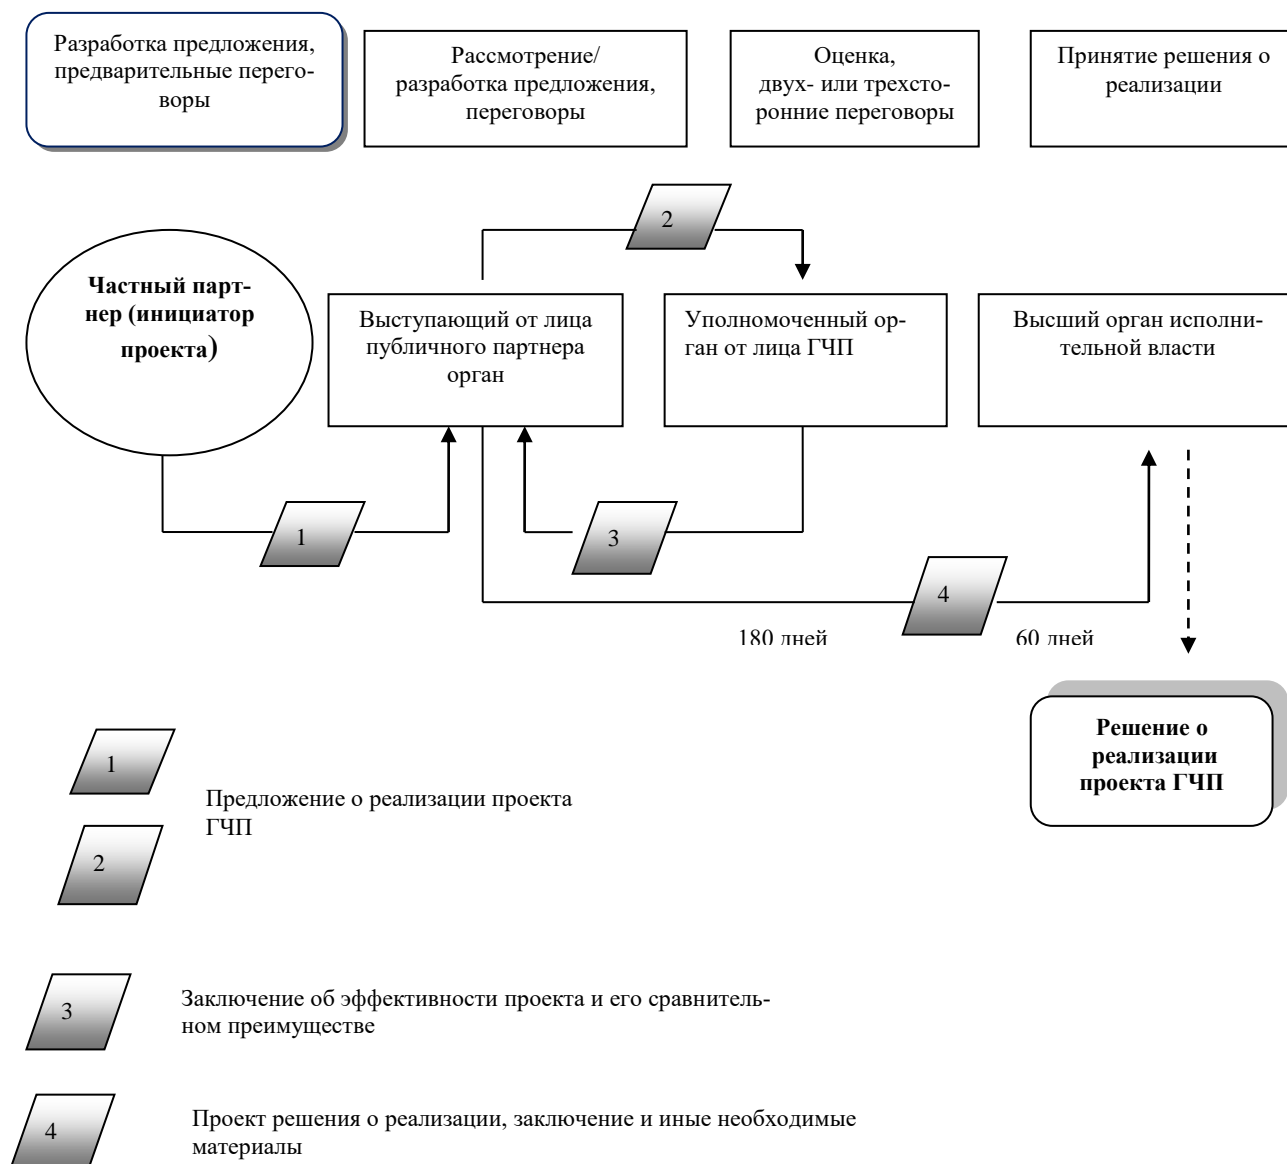 Разработка предложения,
предварительные перего-
воры
Рассмотрение/
разработка предложения,
переговоры
Оценка,
двух- или трехсто-
ронние переговоры
Принятие решения о
реализации
2
Частный парт-
нер (инициатор
проекта)
Выступающий от лица
публичного партнера
орган
Уполномоченный ор-
ган от лица ГЧП
Высший орган исполни-
тельной власти
1
3
4
180 дней
60 дней
Решение о
реализации
проекта ГЧП
1
Предложение о реализации проекта
ГЧП
2
3
Заключение об эффективности проекта и его сравнитель-
ном преимуществе
4
Проект решения о реализации, заключение и иные необходимые
материалы